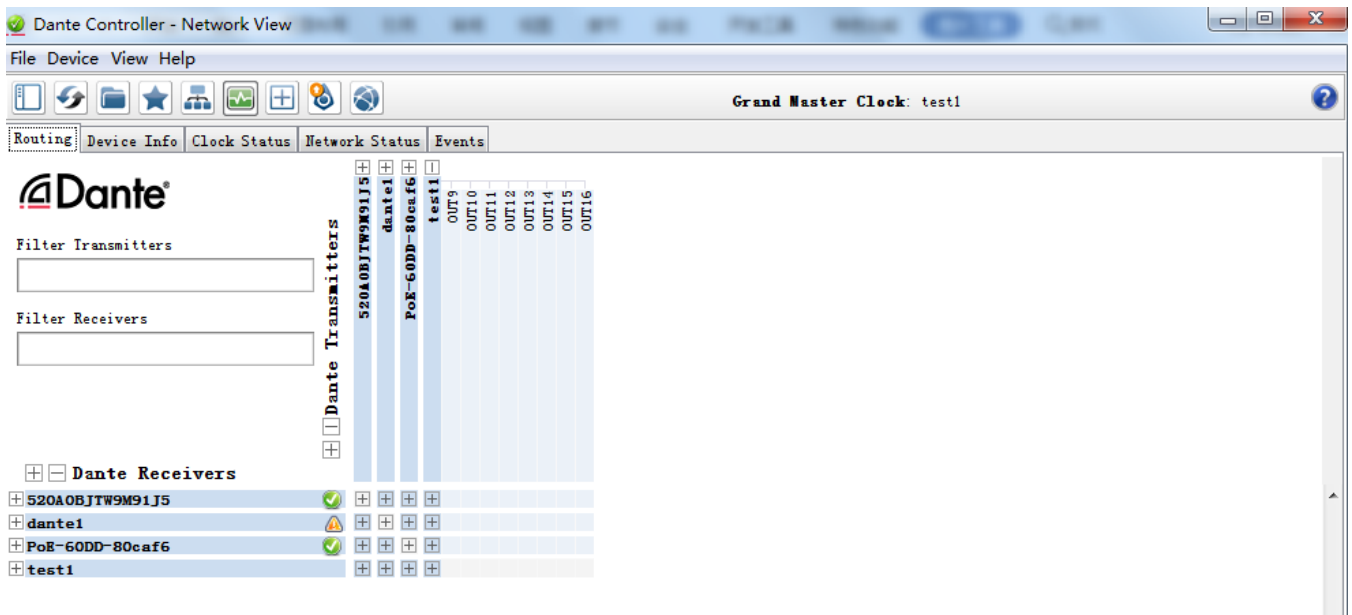 Dante Controller - Network View
File Device View Help
Grand Master Clock: test1
Routing Device Info Clock Status Network Status Events
Dante
Filter Transmitters
Filter Receivers
Dante Transmitters
520A0BJTW9M91J5
dante1
PoE-60DD-80caf6
test1
OUT9
OUT10
OUT11
OUT12
OUT13
OUT14
OUT15
OUT16
Dante Receivers
520A0BJTW9M91J5
dante1
PoE-60DD-80caf6
test1